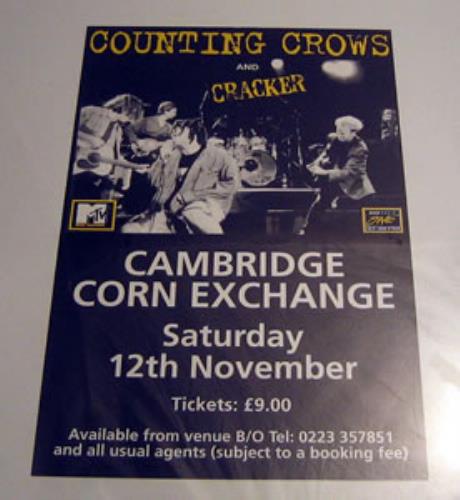 COUNTING CROWS
AND
CRACKER
MTV
CAMBRIDGE
CORN EXCHANGE
Saturday
12th November
Tickets: £9.00
Available from venue B/O Tel: 0223 357851
and all usual agents (subject to a booking fee)